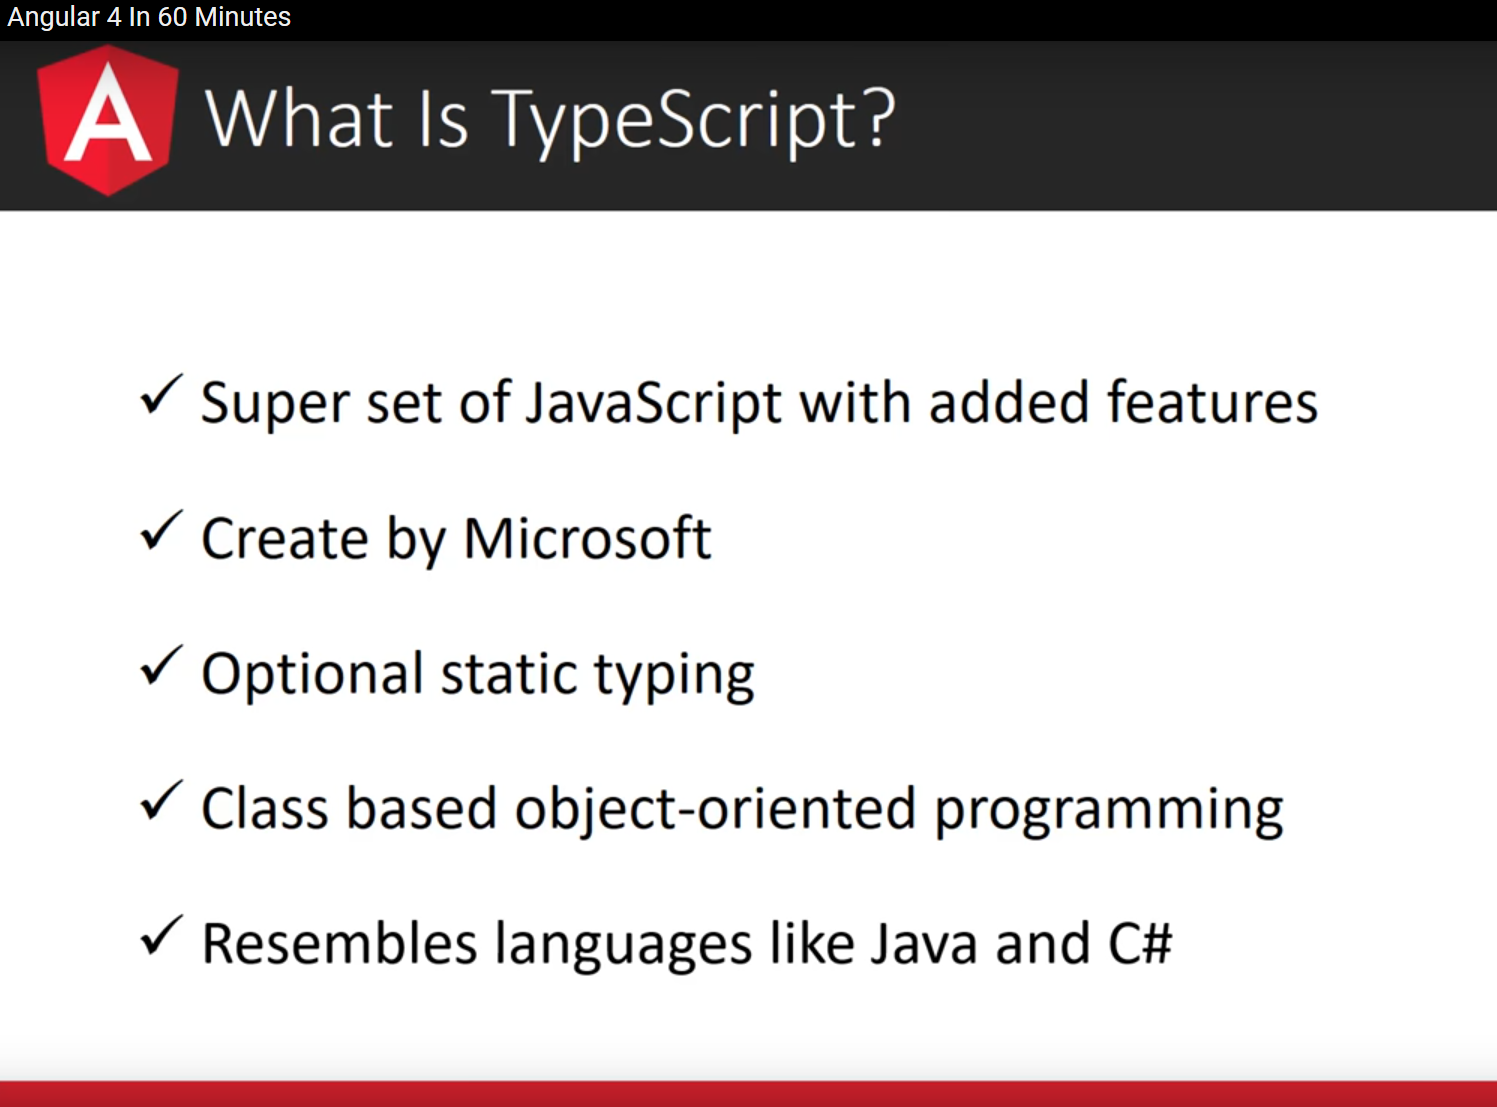 Angular 4 In 60 Minutes
A What Is TypeScript?
✓ Super set of JavaScript with added features
✓ Create by Microsoft
✓ Optional static typing
✓ Class based object-oriented programming
✓ Resembles languages like Java and C#